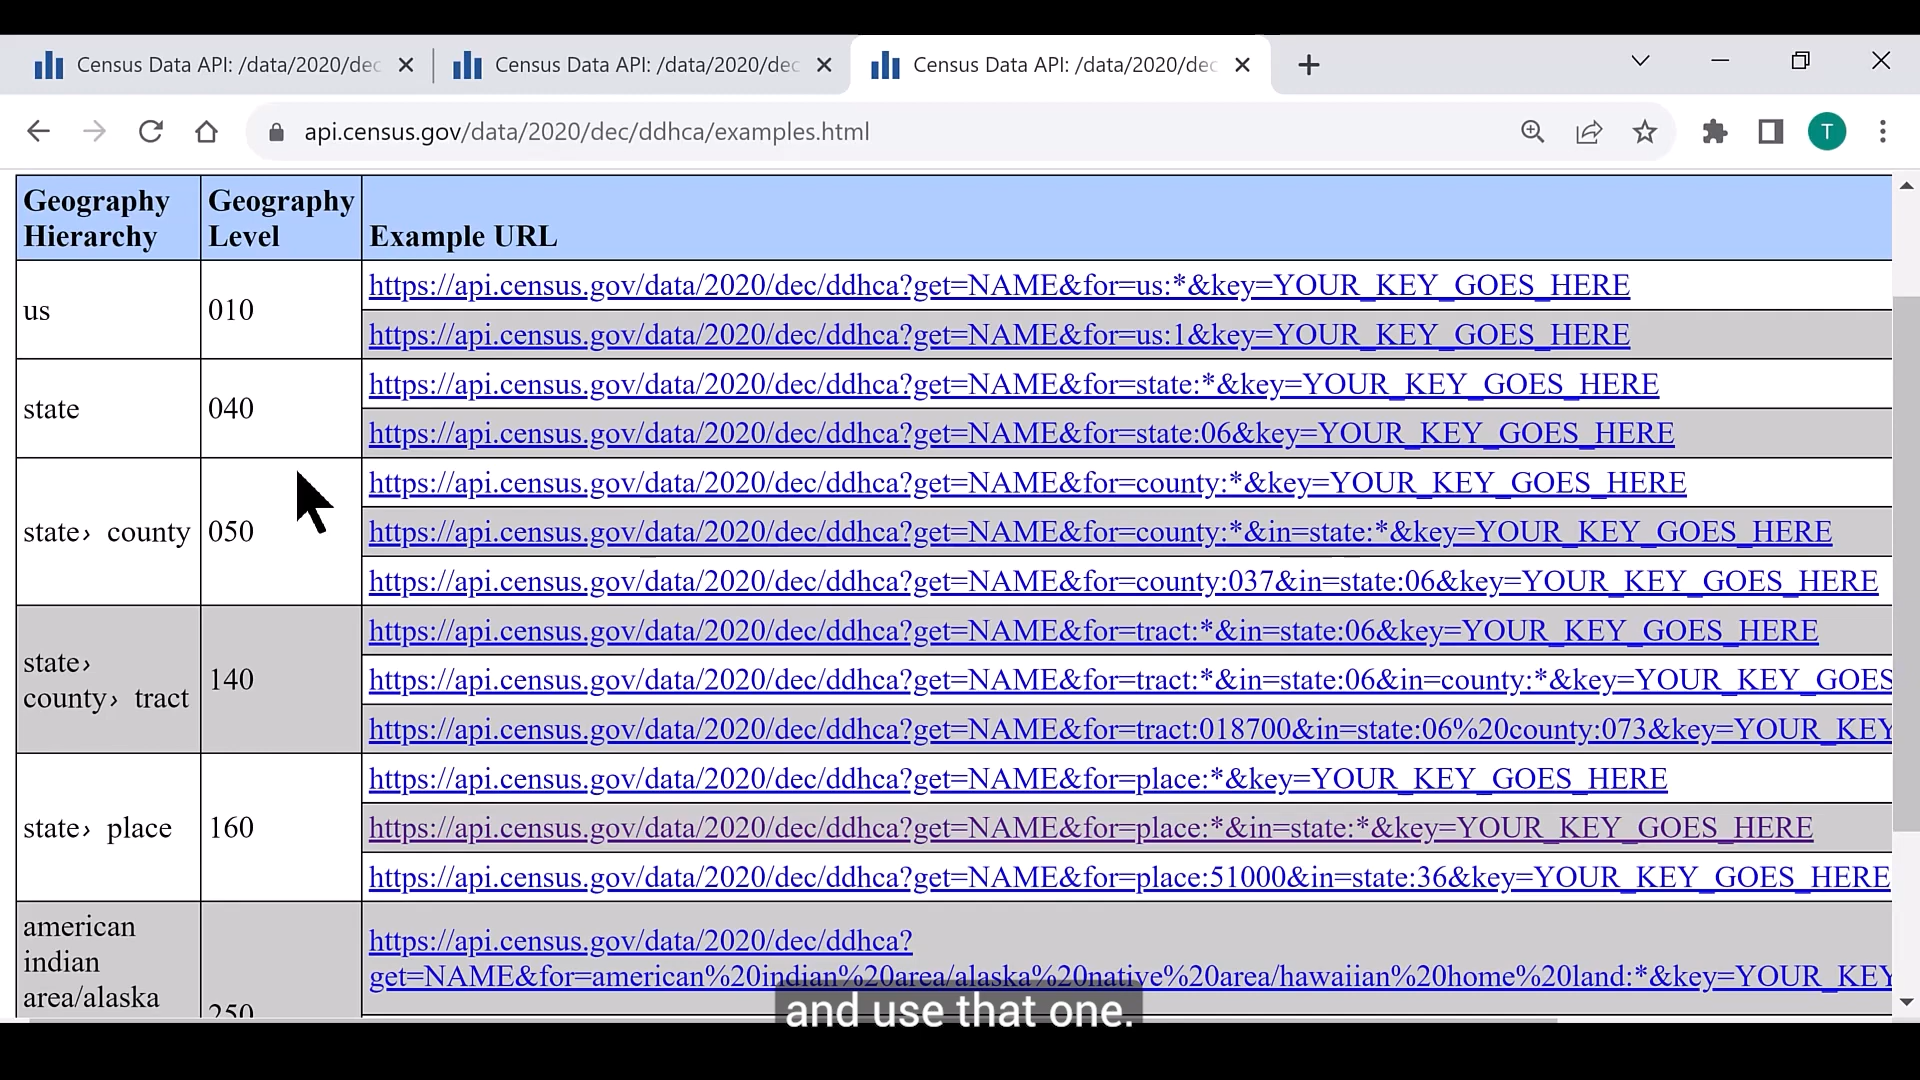 Census Data API: /data/2020/dec
Census Data API: /data/2020/dec
Census Data API: /data/2020/dec
api.census.gov/data/2020/dec/ddhca/examples.html
T
Geography Hierarchy
Geography Level
Example URL
us
010
https://api.census.gov/data/2020/dec/ddhca?get=NAME&for=us:*&key=YOUR_KEY_GOES_HERE
https://api.census.gov/data/2020/dec/ddhca?get=NAME&for=us:1&key=YOUR_KEY_GOES_HERE
state
040
https://api.census.gov/data/2020/dec/ddhca?get=NAME&for=state:*&key=YOUR_KEY_GOES_HERE
https://api.census.gov/data/2020/dec/ddhca?get=NAME&for=state:06&key=YOUR_KEY_GOES_HERE
state› county
050
https://api.census.gov/data/2020/dec/ddhca?get=NAME&for=county:*&key=YOUR_KEY_GOES_HERE
https://api.census.gov/data/2020/dec/ddhca?get=NAME&for=county:*&in=state:*&key=YOUR_KEY_GOES_HERE
https://api.census.gov/data/2020/dec/ddhca?get=NAME&for=county:037&in=state:06&key=YOUR_KEY_GOES_HERE
state›
county› tract
140
https://api.census.gov/data/2020/dec/ddhca?get=NAME&for=tract:*&in=state:06&key=YOUR_KEY_GOES_HERE
https://api.census.gov/data/2020/dec/ddhca?get=NAME&for=tract:*&in=state:06&in=county:*&key=YOUR_KEY_GOES
https://api.census.gov/data/2020/dec/ddhca?get=NAME&for=tract:018700&in=state:06%20county:073&key=YOUR_KEY
state› place
160
https://api.census.gov/data/2020/dec/ddhca?get=NAME&for=place:*&key=YOUR_KEY_GOES_HERE
https://api.census.gov/data/2020/dec/ddhca?get=NAME&for=place:*&in=state:*&key=YOUR_KEY_GOES_HERE
https://api.census.gov/data/2020/dec/ddhca?get=NAME&for=place:51000&in=state:36&key=YOUR_KEY_GOES_HERE
american
indian
area/alaska
250
https://api.census.gov/data/2020/dec/ddhca?
get=NAME&for=american%20indian%20area/alaska%20native%20area/hawaiian%20home%20land:*&key=YOUR_KEY
and use that one.